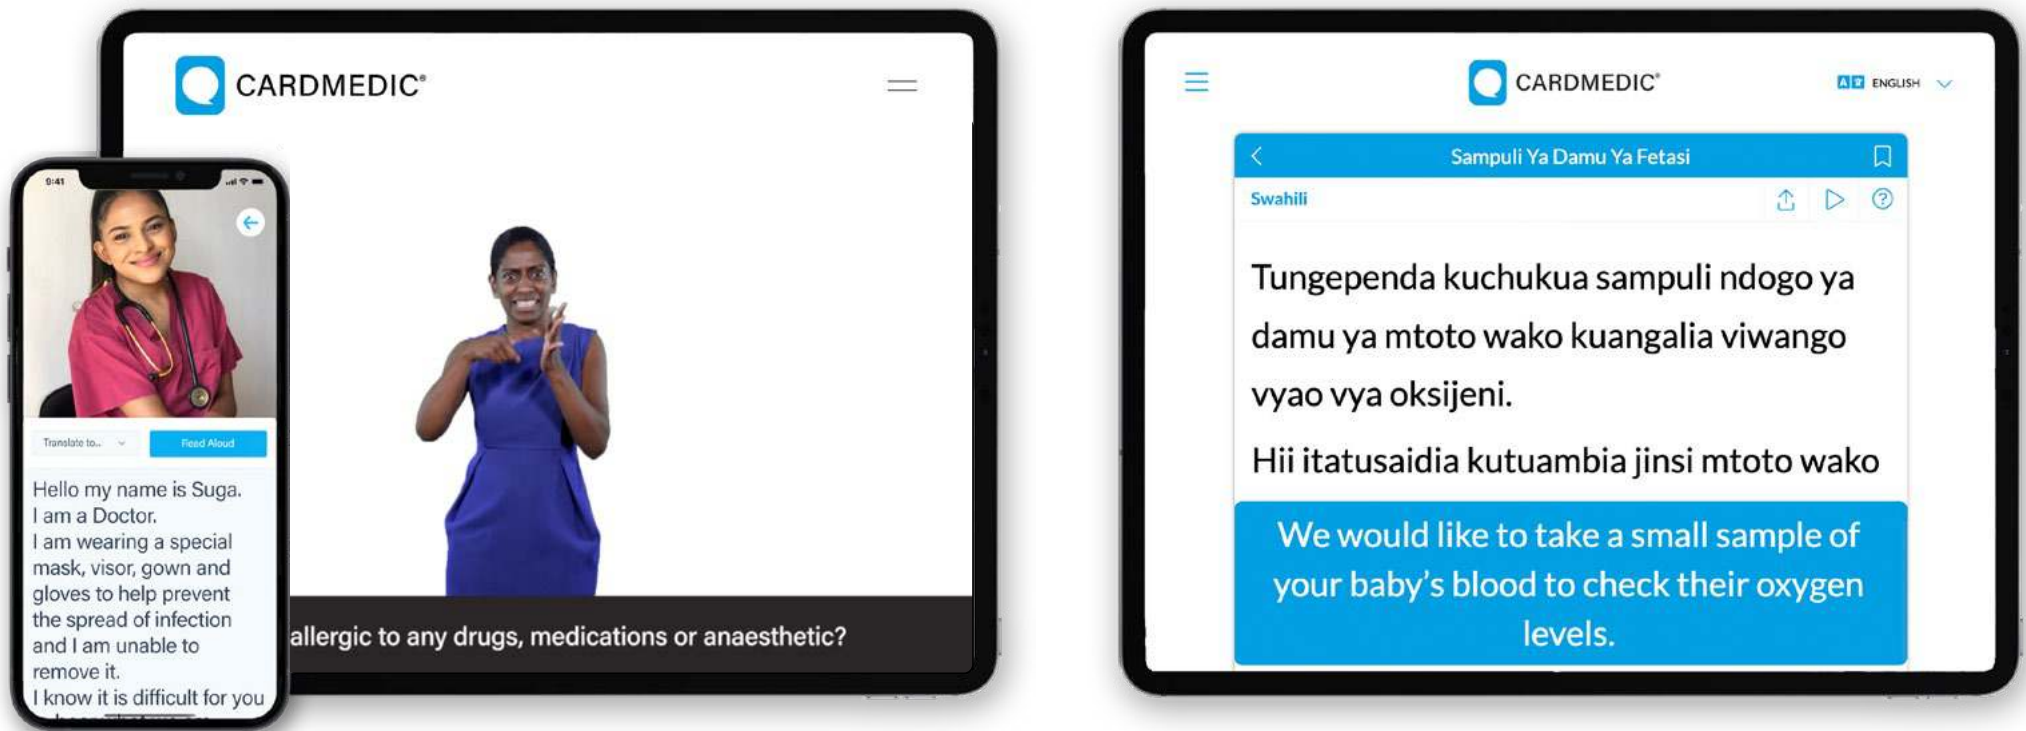 CARDMEDIC®
9:41
Translate to...
Read Aloud
Hello my name is Suga.
I am a Doctor.
I am wearing a special
mask, visor, gown and
gloves to help prevent
the spread of infection
and I am unable to
remove it.
I know it is difficult for you
allergic to any drugs, medications or anaesthetic?
CARDMEDIC®
ENGLISH
Sampuli Ya Damu Ya Fetasi
Swahili
Tungependa kuchukua sampuli ndogo ya
damu ya mtoto wako kuangalia viwango
vyao vya oksijeni.
Hii itatusaidia kutuambia jinsi mtoto wako
We would like to take a small sample of
your baby's blood to check their oxygen
levels.